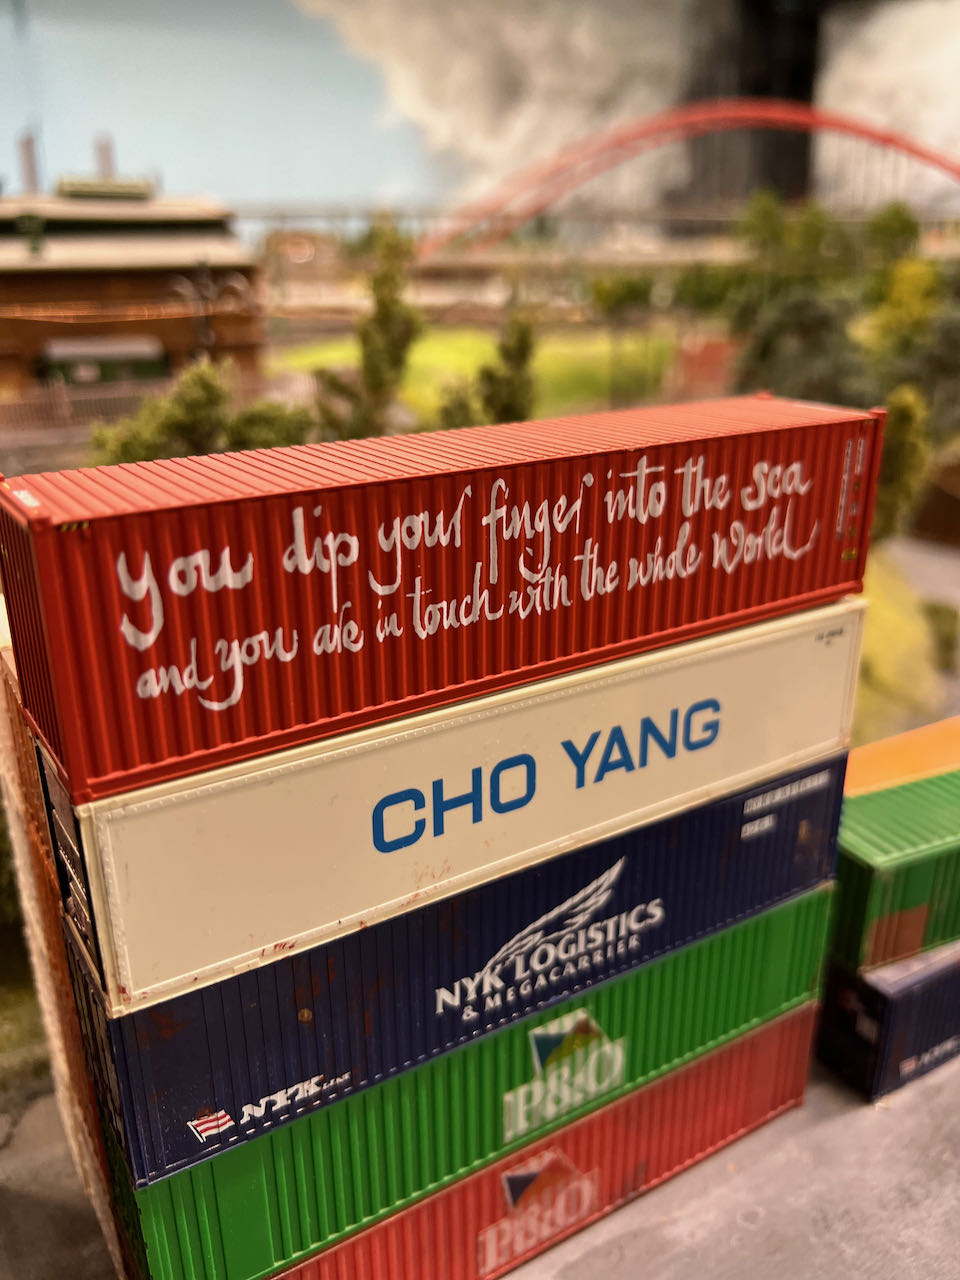 you dip your finger into the sea
and you are in touch with the whole World
CHO YANG
NYK LOGISTICS
& MEGACARRIER
NYK LINE
P&O
P&O